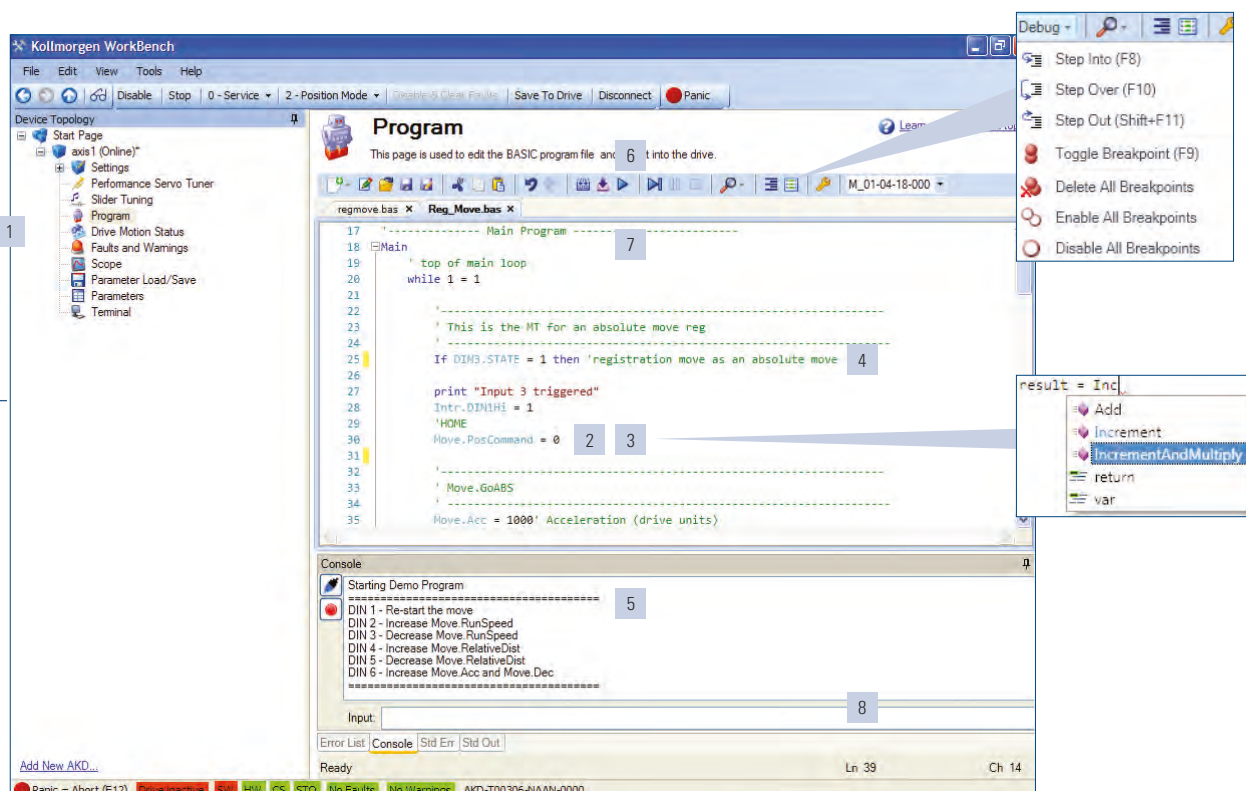 Kollmorgen WorkBench
File Edit View Tools Help
Disable Stop 0 - Service 2 - Position Mode Disable & Clear Faults Save To Drive Disconnect Panic
Device Topology
Start Page
axis1 (Online)*
Settings
Perfomance Servo Tuner
Slider Tuning
Program
Drive Motion Status
Faults and Warnings
Scope
Parameter Load/Save
Parameters
Terminal
Add New AKD...
1
Program
Learn
This page is used to edit the BASIC program file and it into the drive.
6
M_01-04-18-000
regmove.bas × Reg_Move.bas ×
17 '------------- Main Program -------------------------
18 Main
7
19 ' top of main loop
20 while 1 = 1
21
22 '-------------------------------------------------------------------
23 ' This is the MT for an absolute move reg
24 ' -------------------------------------------------------------------
25 If DIN3.STATE = 1 then 'registration move as an absolute move
4
26
27 print "Input 3 triggered"
28 Intr.DIN1Hi = 1
29 'HOME
30 Move.PosCommand = 0
2 3
31
32 '-------------------------------------------------------------------
33 ' Move.GoABS
34 ' -------------------------------------------------------------------
35 Move.Acc = 1000' Acceleration (drive units)
Console
Starting Demo Program
=======================================
5
DIN 1 - Re-start the move
DIN 2 - Increase Move.RunSpeed
DIN 3 - Decrease Move.RunSpeed
DIN 4 - Increase Move.RelativeDist
DIN 5 - Decrease Move.RelativeDist
DIN 6 - Increase Move.Acc and Move.Dec
=======================================
8
Input:
Error List Console Std Err Std Out
Ready Ln 39 Ch 14
Panic = Abort (F12) Drive Inactive SW HW CS STO No Faults No Warnings AKD-T00306-NAAN-0000
Debug
Step Into (F8)
Step Over (F10)
Step Out (Shift+F11)
Toggle Breakpoint (F9)
Delete All Breakpoints
Enable All Breakpoints
Disable All Breakpoints
result = Inc
Add
Increment
IncrementAndMultiply
return
var